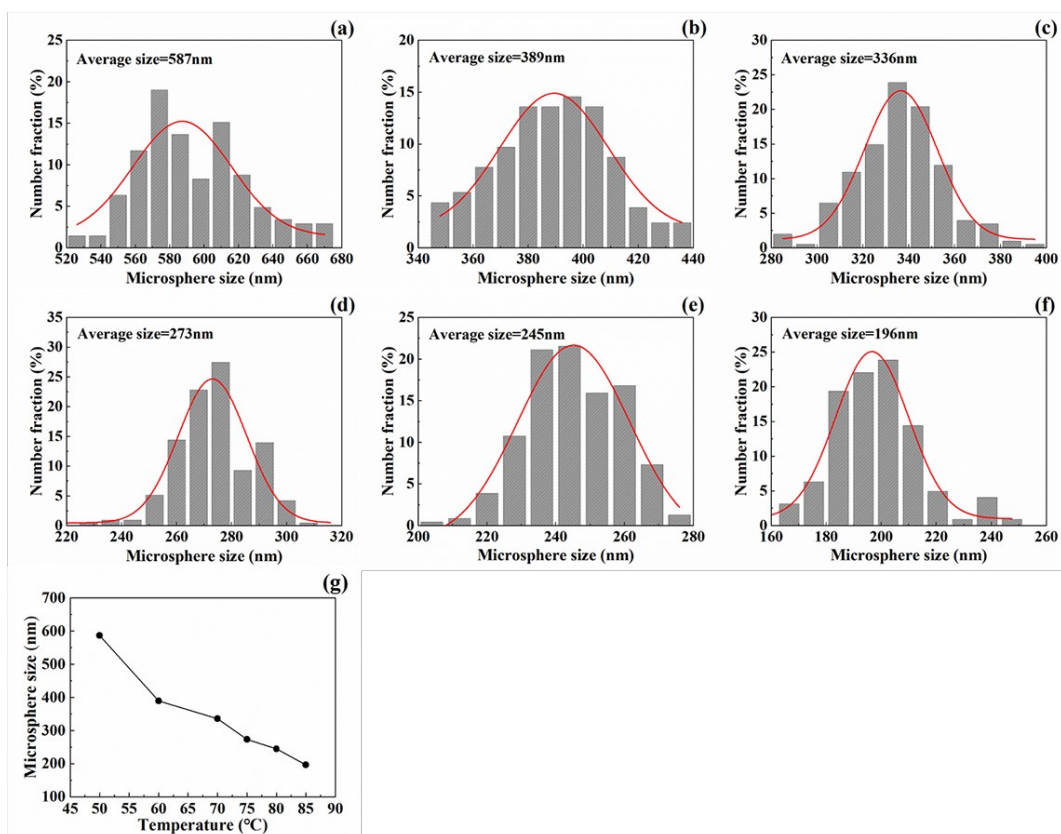 (a)
Average size=587nm
25
20
15
10
5
0
520 540 560 580 600 620 640 660 680
Number fraction (%)
Microsphere size (nm)
(b)
Average size=389nm
20
15
10
5
0
340 360 380 400 420 440
Number fraction (%)
Microsphere size (nm)
(c)
Average size=336nm
30
25
20
15
10
5
0
280 300 320 340 360 380 400
Number fraction (%)
Microsphere size (nm)
(d)
Average size=273nm
35
30
25
20
15
10
5
0
220 240 260 280 300 320
Number fraction (%)
Microsphere size (nm)
(e)
Average size=245nm
25
20
15
10
5
0
200 220 240 260 280
Number fraction (%)
Microsphere size (nm)
(f)
Average size=196nm
30
25
20
15
10
5
0
160 180 200 220 240 260
Number fraction (%)
Microsphere size (nm)
(g)
700
600
500
400
300
200
100
45 50 55 60 65 70 75 80 85 90
Microsphere size (nm)
Temperature (°C)